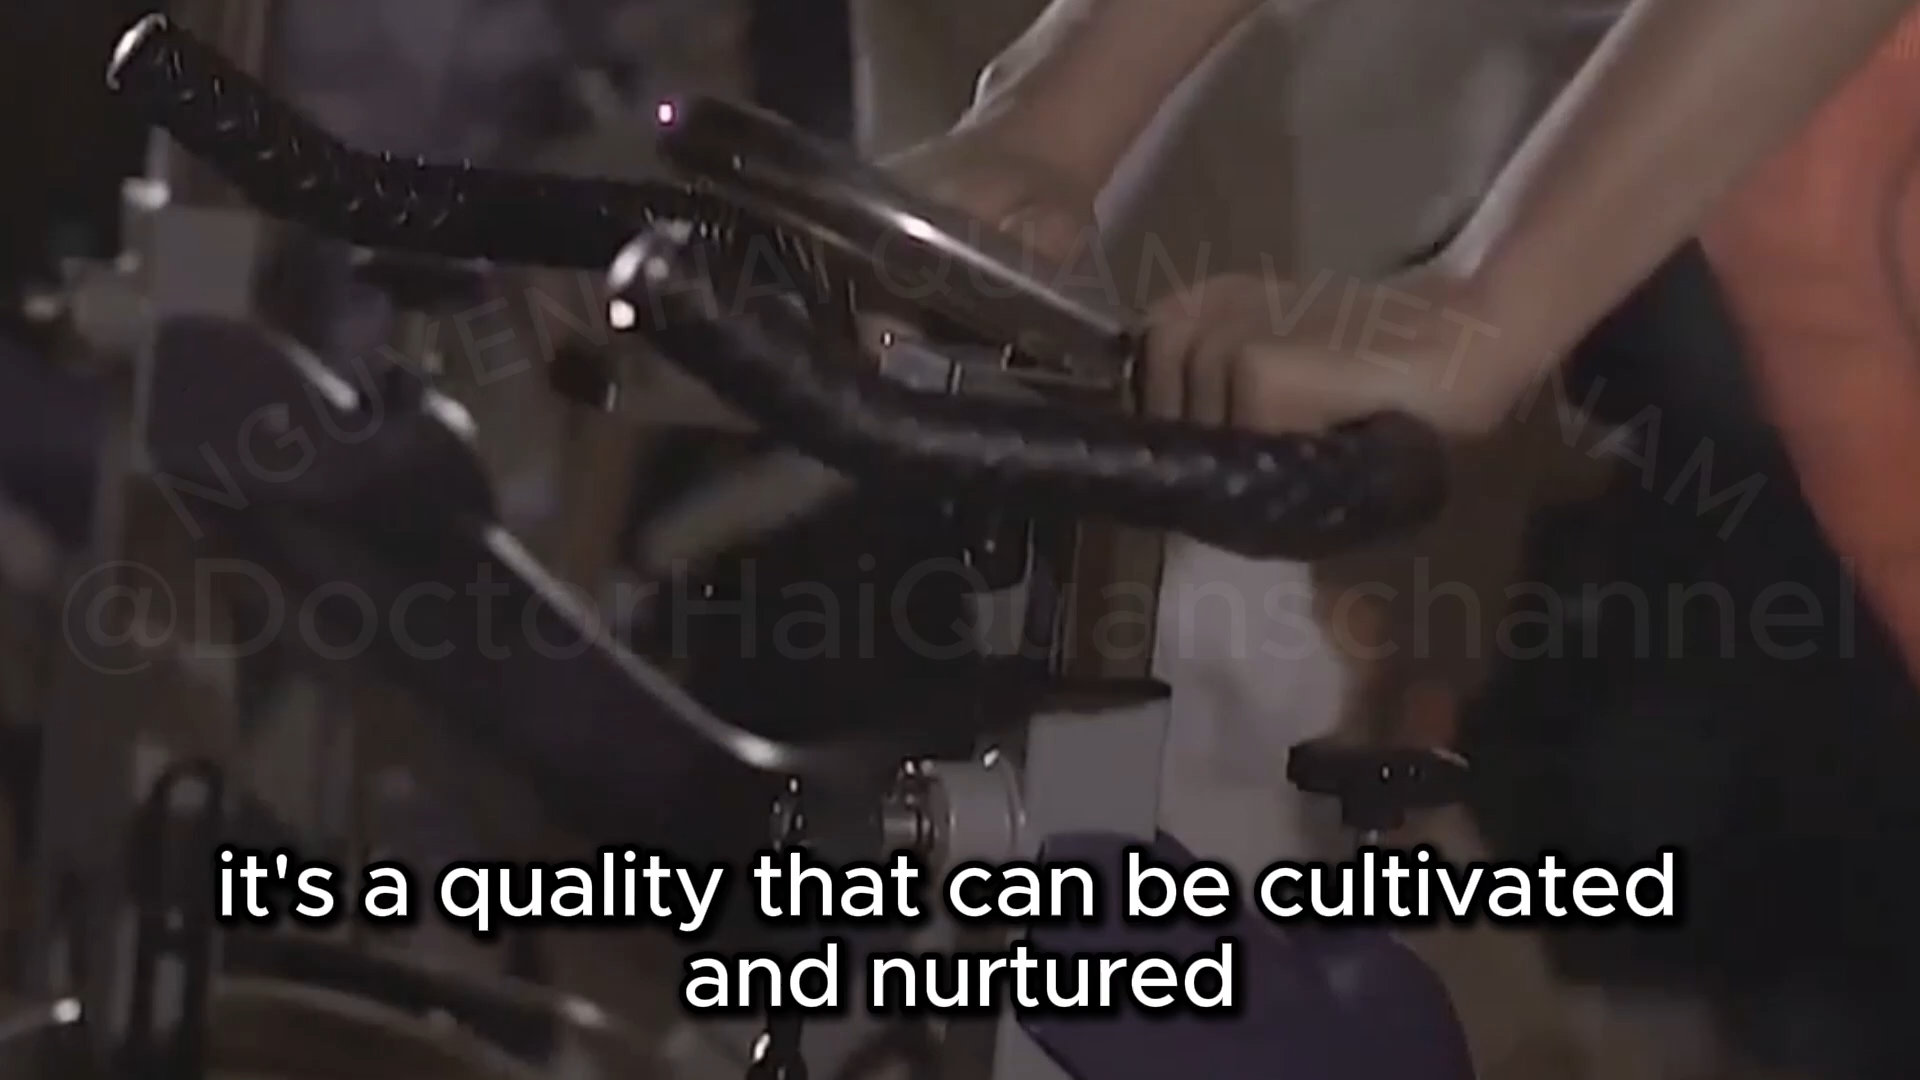 NGUYEN HAI QUAN VIET NAM
@DoctorHaiQuanschannel
it's a quality that can be cultivated
and nurtured